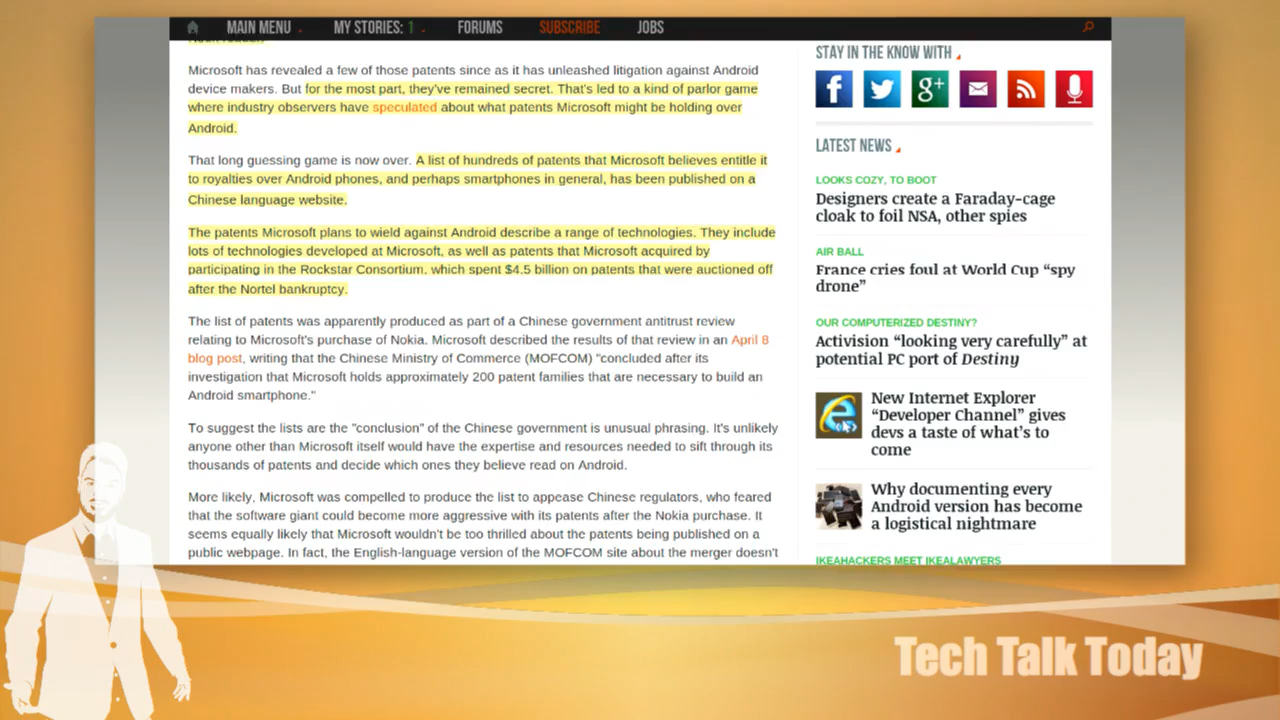 MAIN MENU
MY STORIES: 1
FORUMS
SUBSCRIBE
JOBS
Microsoft has revealed a few of those patents since as it has unleashed litigation against Android
device makers. But for the most part, they've remained secret. That's led to a kind of parlor game
where industry observers have speculated about what patents Microsoft might be holding over
Android.
That long guessing game is now over. A list of hundreds of patents that Microsoft believes entitle it
to royalties over Android phones, and perhaps smartphones in general, has been published on a
Chinese language website.
The patents Microsoft plans to wield against Android describe a range of technologies. They include
lots of technologies developed at Microsoft, as well as patents that Microsoft acquired by
participating in the Rockstar Consortium, which spent $4.5 billion on patents that were auctioned off
after the Nortel bankruptcy.
The list of patents was apparently produced as part of a Chinese government antitrust review
relating to Microsoft's purchase of Nokia. Microsoft described the results of that review in an April 8
blog post, writing that the Chinese Ministry of Commerce (MOFCOM) "concluded after its
investigation that Microsoft holds approximately 200 patent families that are necessary to build an
Android smartphone."
To suggest the lists are the "conclusion" of the Chinese government is unusual phrasing. It's unlikely
anyone other than Microsoft itself would have the expertise and resources needed to sift through its
thousands of patents and decide which ones they believe read on Android.
More likely, Microsoft was compelled to produce the list to appease Chinese regulators, who feared
that the software giant could become more aggressive with its patents after the Nokia purchase. It
seems equally likely that Microsoft wouldn't be too thrilled about the patents being published on a
public webpage. In fact, the English-language version of the MOFCOM site about the merger doesn't
STAY IN THE KNOW WITH
f
g+
LATEST NEWS
LOOKS COZY, TO BOOT
Designers create a Faraday-cage
cloak to foil NSA, other spies
AIR BALL
France cries foul at World Cup “spy
drone”
OUR COMPUTERIZED DESTINY?
Activision “looking very carefully” at
potential PC port of Destiny
New Internet Explorer
“Developer Channel” gives
devs a taste of what’s to
come
Why documenting every
Android version has become
a logistical nightmare
IKEAHACKERS MEET IKEALAWYERS
Tech Talk Today